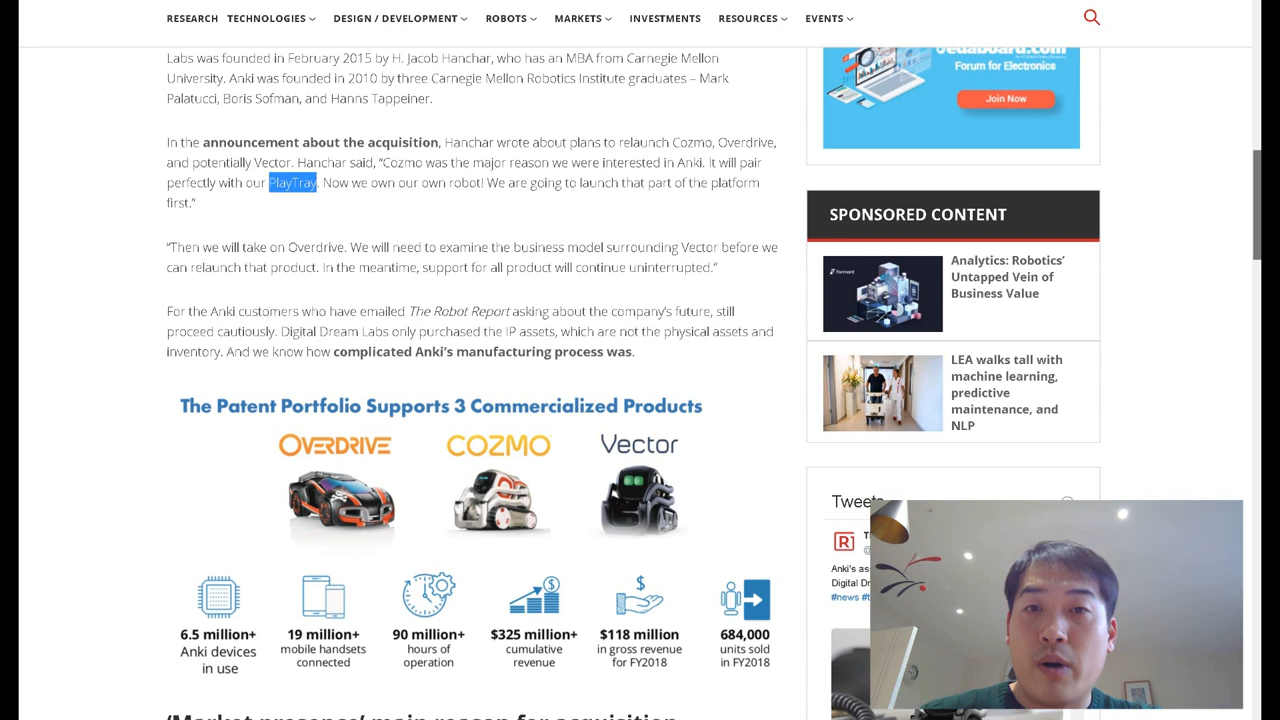 RESEARCH TECHNOLOGIES DESIGN / DEVELOPMENT ROBOTS MARKETS INVESTMENTS RESOURCES EVENTS
Labs was founded in February 2015 by H. Jacob Hanchar, who has an MBA from Carnegie Mellon
University. Anki was founded in 2010 by three Carnegie Mellon Robotics Institute graduates – Mark
Palatucci, Boris Sofman, and Hanns Tappeiner.
In the announcement about the acquisition, Hanchar wrote about plans to relaunch Cozmo, Overdrive,
and potentially Vector. Hanchar said, “Cozmo was the major reason we were interested in Anki. It will pair
perfectly with our PlayTray. Now we own our own robot! We are going to launch that part of the platform
first.”
“Then we will take on Overdrive. We will need to examine the business model surrounding Vector before we
can relaunch that product. In the meantime, support for all product will continue uninterrupted.”
For the Anki customers who have emailed The Robot Report asking about the company’s future, still
proceed cautiously. Digital Dream Labs only purchased the IP assets, which are not the physical assets and
inventory. And we know how complicated Anki’s manufacturing process was.
The Patent Portfolio Supports 3 Commercialized Products
OVERDRIVE COZMO Vector
6.5 million+ 19 million+ 90 million+ $325 million+ $118 million 684,000
Anki devices mobile handsets hours of cumulative in gross revenue units sold
in use connected operation revenue for FY2018 in FY2018
‘Market presence’ main reason for acquisition
edaboard.com
Forum for Electronics
Join Now
SPONSORED CONTENT
Analytics: Robotics’
Untapped Vein of
Business Value
LEA walks tall with
machine learning,
predictive
maintenance, and
NLP
Tweets
Anki's as
Digital Dr
#news